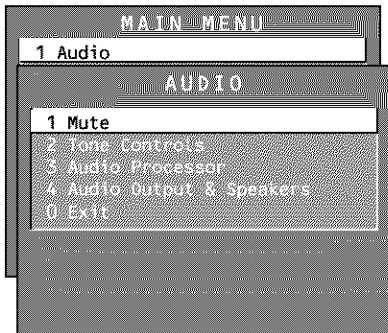 MAIN MENU
1 Audio
AUDIO
1 Mute
2 Tone Controls
3 Audio Processor
4 Audio Output & Speakers
0 Exit